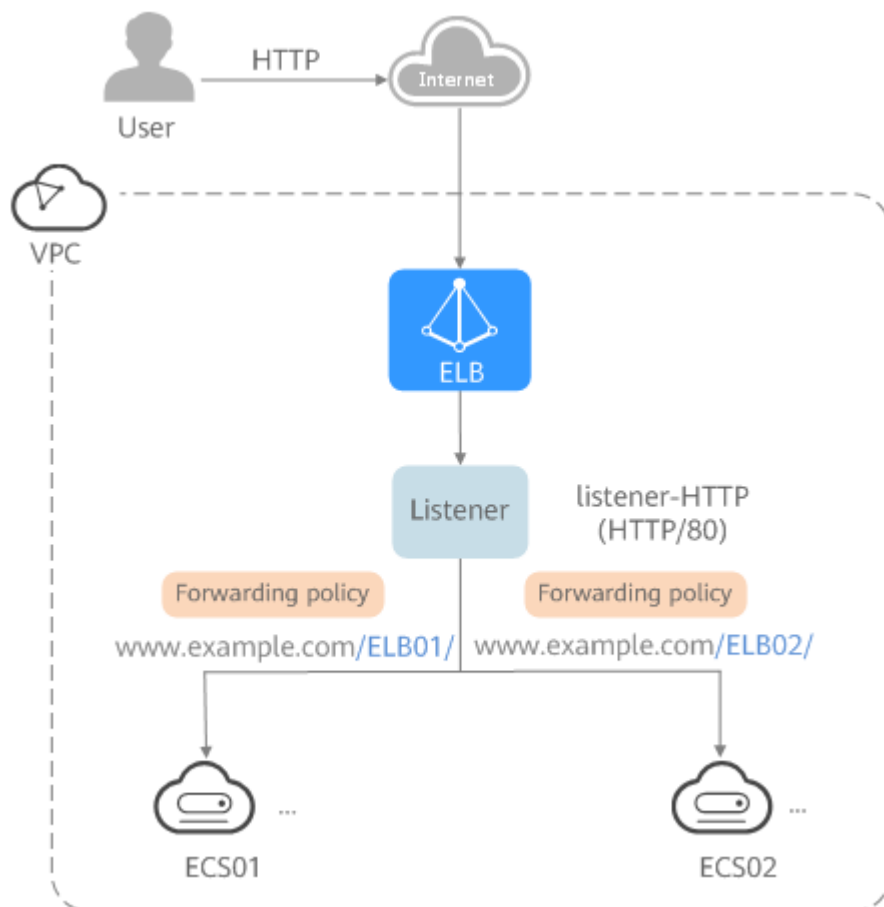 HTTP
Internet
User
VPC
ELB
Listener
listener-HTTP
(HTTP/80)
Forwarding policy
Forwarding policy
www.example.com/ELB01/
www.example.com/ELB02/
...
...
ECS01
ECS02